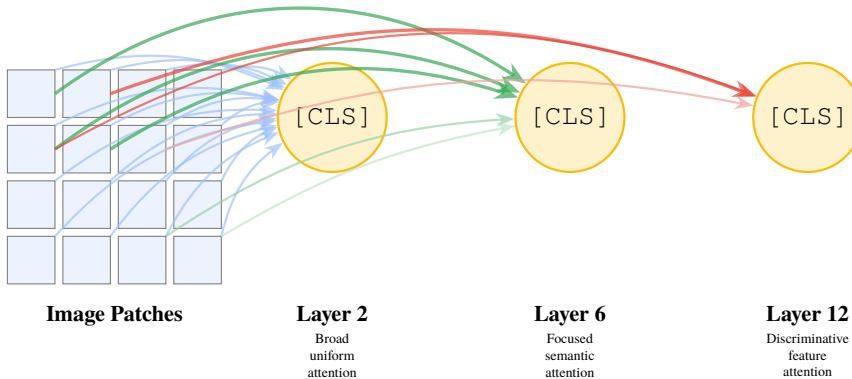 [CLS] [CLS] [CLS]
Image Patches Layer 2 Layer 6 Layer 12
Broad Focused Discriminative
uniform semantic feature
attention attention attention